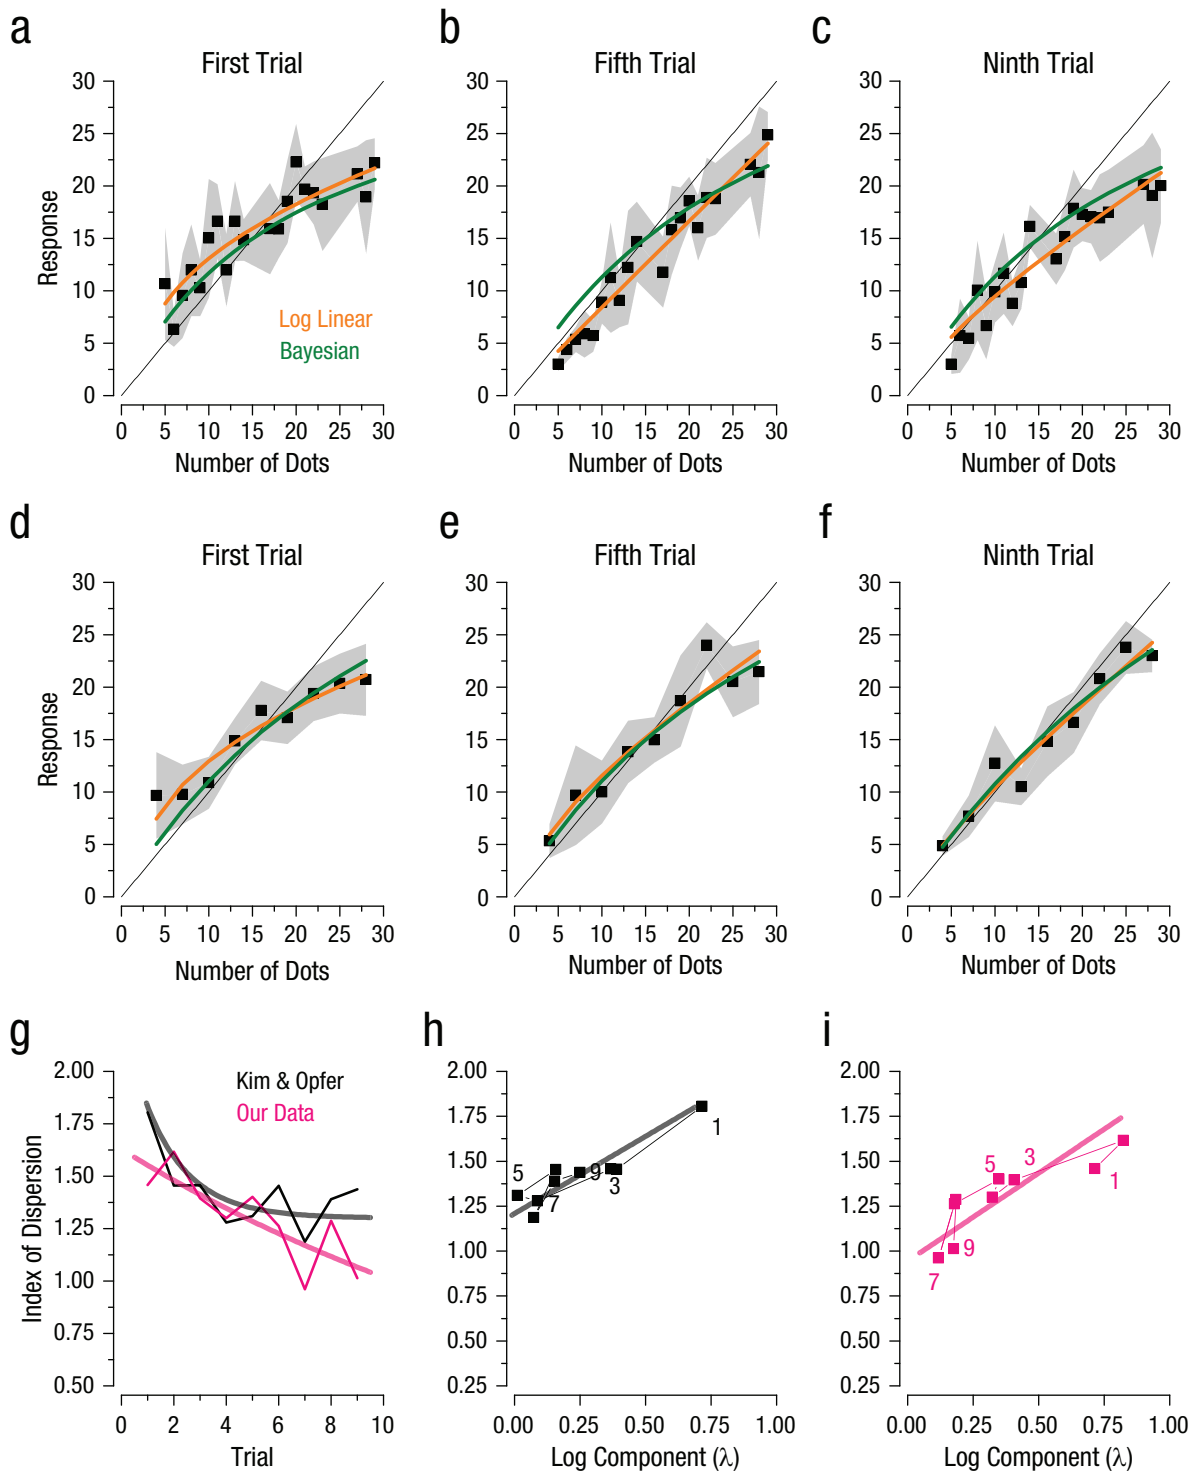 a
b
c
First Trial
Fifth Trial
Ninth Trial
30
25
20
15
10
5
0
Response
Log Linear
Bayesian
0 5 10 15 20 25 30
Number of Dots
30
25
20
15
10
5
0
0 5 10 15 20 25 30
Number of Dots
30
25
20
15
10
5
0
0 5 10 15 20 25 30
Number of Dots
d
e
f
First Trial
Fifth Trial
Ninth Trial
30
25
20
15
10
5
0
Response
0 5 10 15 20 25 30
Number of Dots
30
25
20
15
10
5
0
0 5 10 15 20 25 30
Number of Dots
30
25
20
15
10
5
0
0 5 10 15 20 25 30
Number of Dots
g
h
i
2.00
1.75
1.50
1.25
1.00
0.75
0.50
Index of Dispersion
Kim & Opfer
Our Data
0 2 4 6 8 10
Trial
2.00
1.75
1.50
1.25
1.00
0.75
0.50
0.25
1
5
9
3
7
0.00 0.25 0.50 0.75 1.00
Log Component (λ)
2.00
1.75
1.50
1.25
1.00
0.75
0.50
0.25
3
5
1
9
7
0.00 0.25 0.50 0.75 1.00
Log Component (λ)